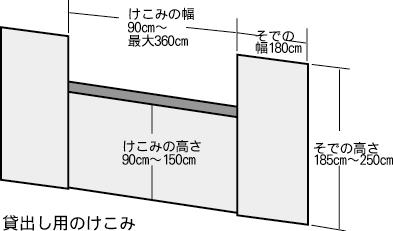 けこみの幅
90cm〜
最大360cm
そでの
幅180cm
けこみの高さ
90cm〜150cm
そでの高さ
185cm〜250cm
貸出し用のけこみ